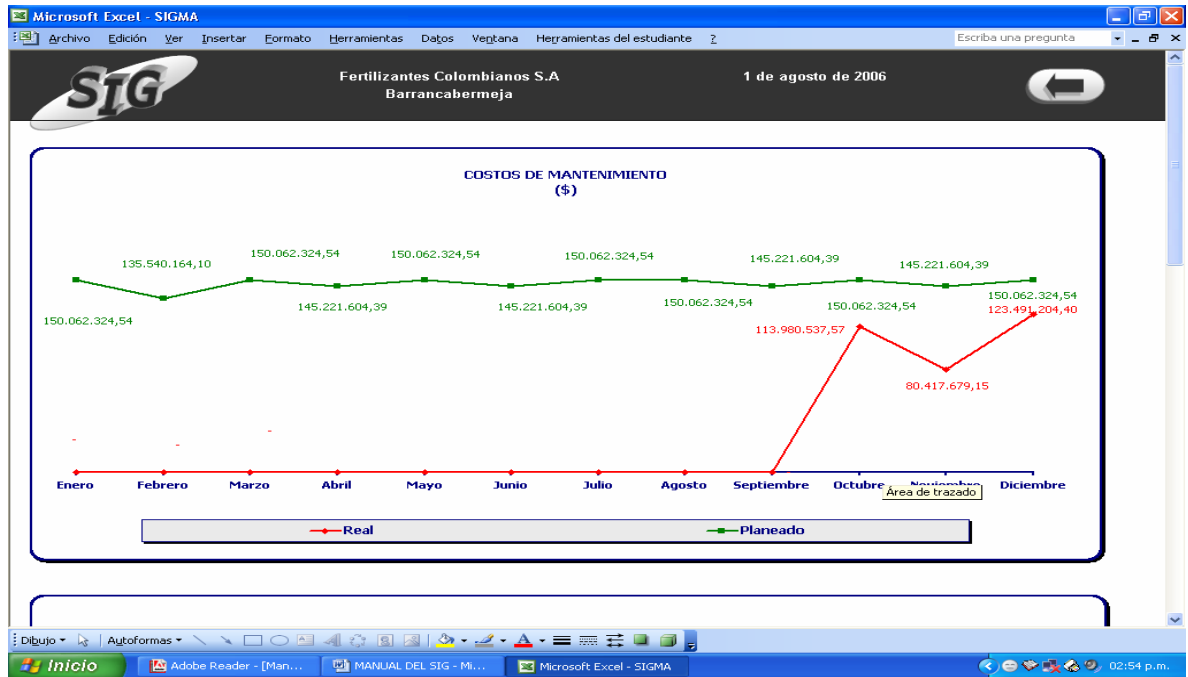 Microsoft Excel - SIGMA
Archivo Edición Ver Insertar Formato Herramientas Datos Ventana Herramientas del estudiante ? Escriba una pregunta
SIG
Fertilizantes Colombianos S.A
Barrancabermeja
1 de agosto de 2006
COSTOS DE MANTENIMIENTO
($)
150.062.324,54
135.540.164,10
150.062.324,54
145.221.604,39
150.062.324,54
145.221.604,39
150.062.324,54
150.062.324,54
145.221.604,39
150.062.324,54
145.221.604,39
150.062.324,54
123.491.204,40
113.980.537,57
80.417.679,15
- - -
Enero Febrero Marzo Abril Mayo Junio Julio Agosto Septiembre Octubre Noviembre Diciembre
Área de trazado
Real Planeado
Dibujo Autoformas
Inicio Adobe Reader - [Man... MANUAL DEL SIG - Mi... Microsoft Excel - SIGMA 02:54 p.m.